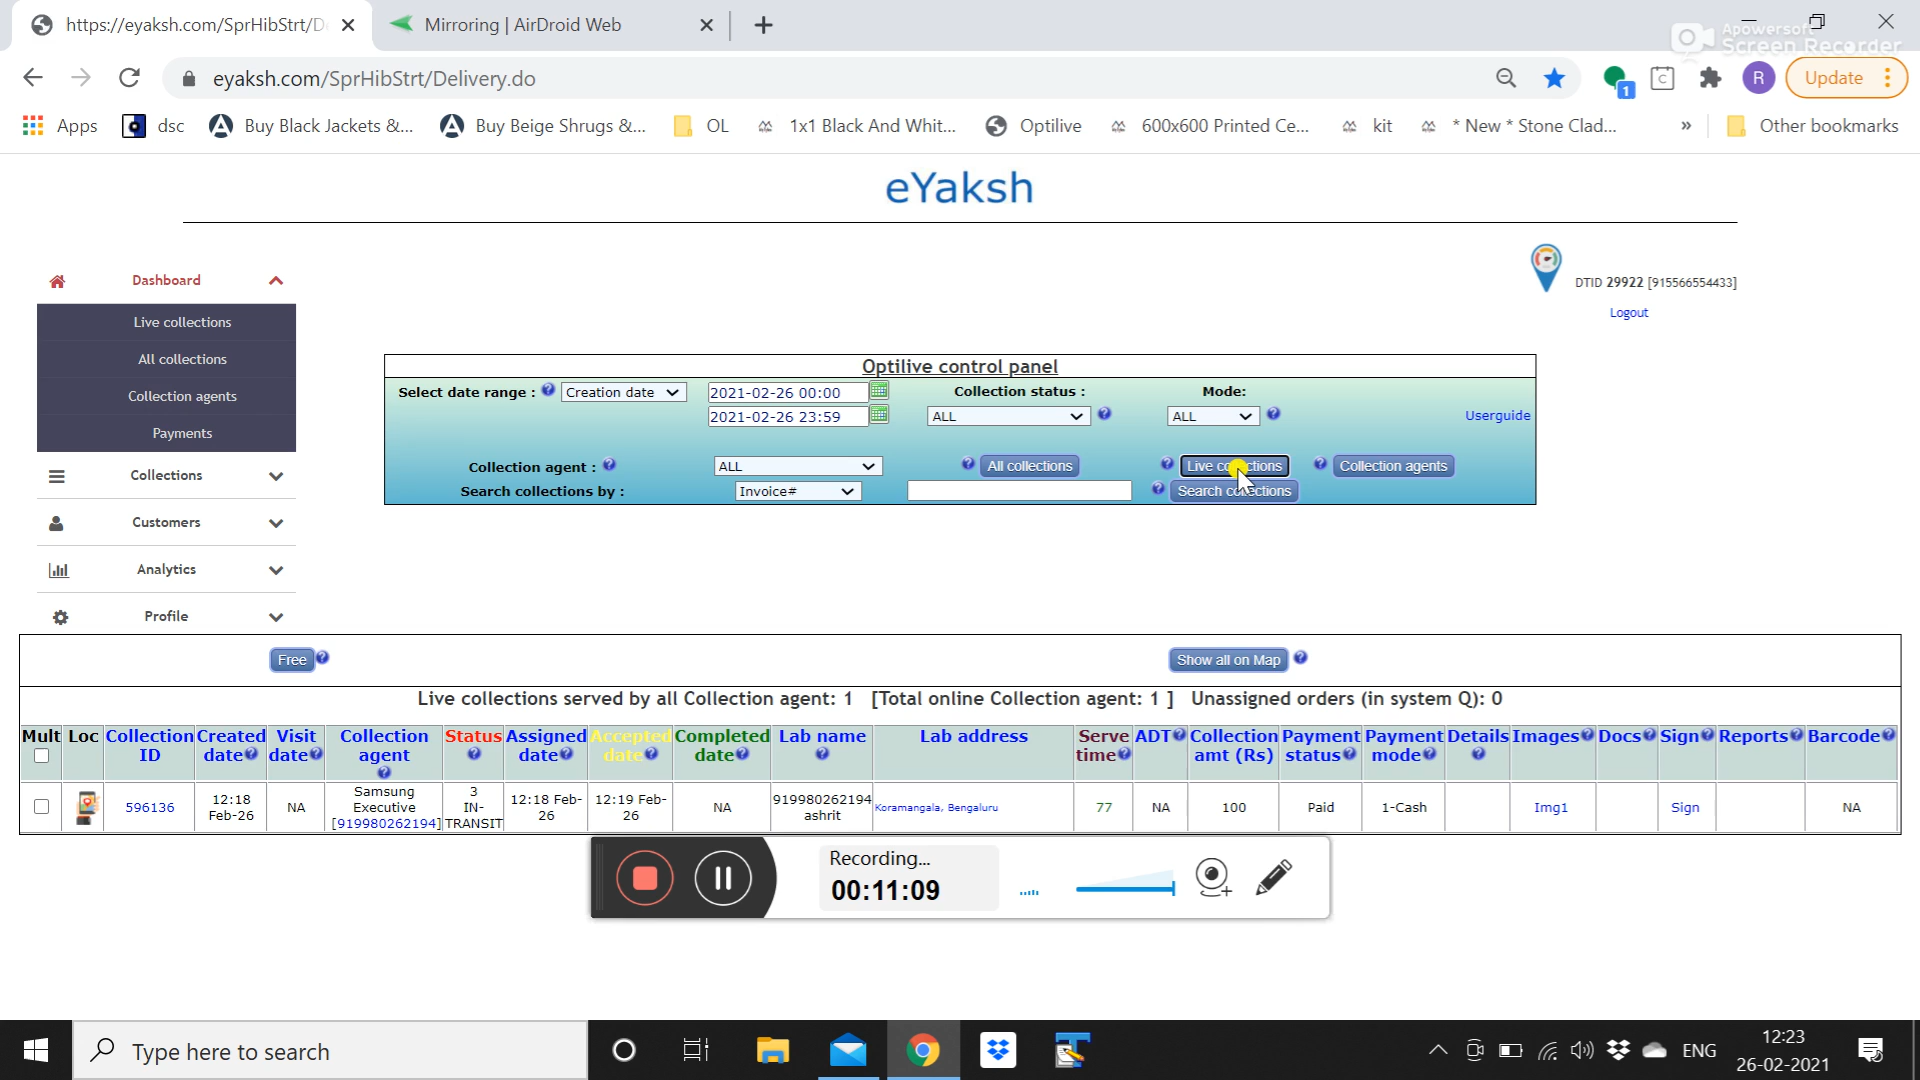 https://eyaksh.com/SprHibStrt/D
Mirroring | AirDroid Web
Apowersoft
Screen Recorder
eyaksh.com/SprHibStrt/Delivery.do
1
C
R
Update
Apps
dsc
Buy Black Jackets &...
Buy Beige Shrugs &...
OL
1x1 Black And Whit...
Optilive
600x600 Printed Ce...
kit
* New * Stone Clad...
»
Other bookmarks
eYaksh
DTID 29922 [915566554433]
Logout
Dashboard
Live collections
All collections
Collection agents
Payments
Collections
Customers
Analytics
Profile
Optilive control panel
Select date range : Creation date 2021-02-26 00:00 Collection status : Mode:
2021-02-26 23:59 ALL ALL Userguide
Collection agent : ALL All collections Live collections Collection agents
Search collections by : Invoice# Search collections
Free Show all on Map
Live collections served by all Collection agent: 1 [Total online Collection agent: 1 ] Unassigned orders (in system Q): 0
Mult Loc Collection ID Created date Visit date Collection agent Status Assigned date Accepted date Completed date Lab name Lab address Serve time ADT Collection amt (Rs) Payment status Payment mode Details Images Docs Sign Reports Barcode
596136 12:18 Feb-26 NA Samsung Executive [919980262194] 3 IN-TRANSIT 12:18 Feb-26 12:19 Feb-26 NA 919980262194 ashrit Koramangala, Bengaluru 77 NA 100 Paid 1-Cash Img1 Sign NA
Recording...
00:11:09
Type here to search
ENG
12:23
26-02-2021